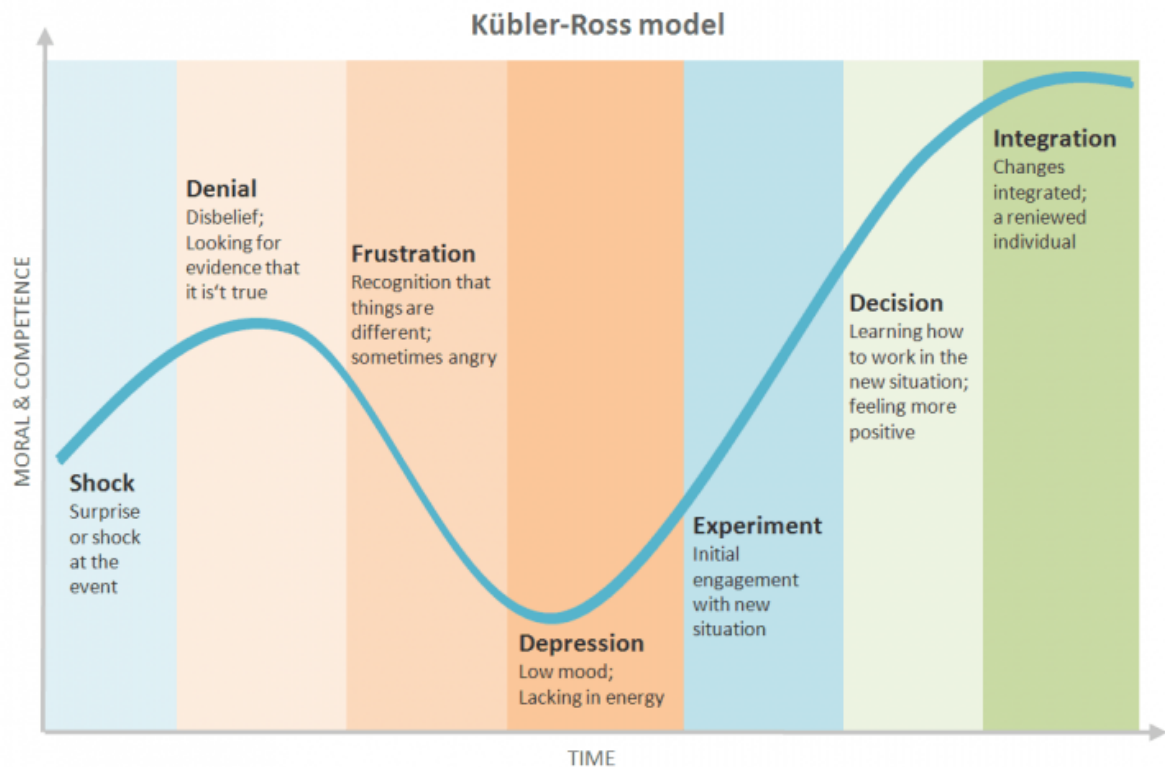 Kübler-Ross model
MORAL & COMPETENCE
Shock
Surprise
or shock
at the
event
Denial
Disbelief;
Looking for
evidence that
it is't true
Frustration
Recognition that
things are
different;
sometimes angry
Depression
Low mood;
Lacking in energy
Experiment
Initial
engagement
with new
situation
Decision
Learning how
to work in the
new situation;
feeling more
positive
Integration
Changes
integrated;
a reniewed
individual
TIME